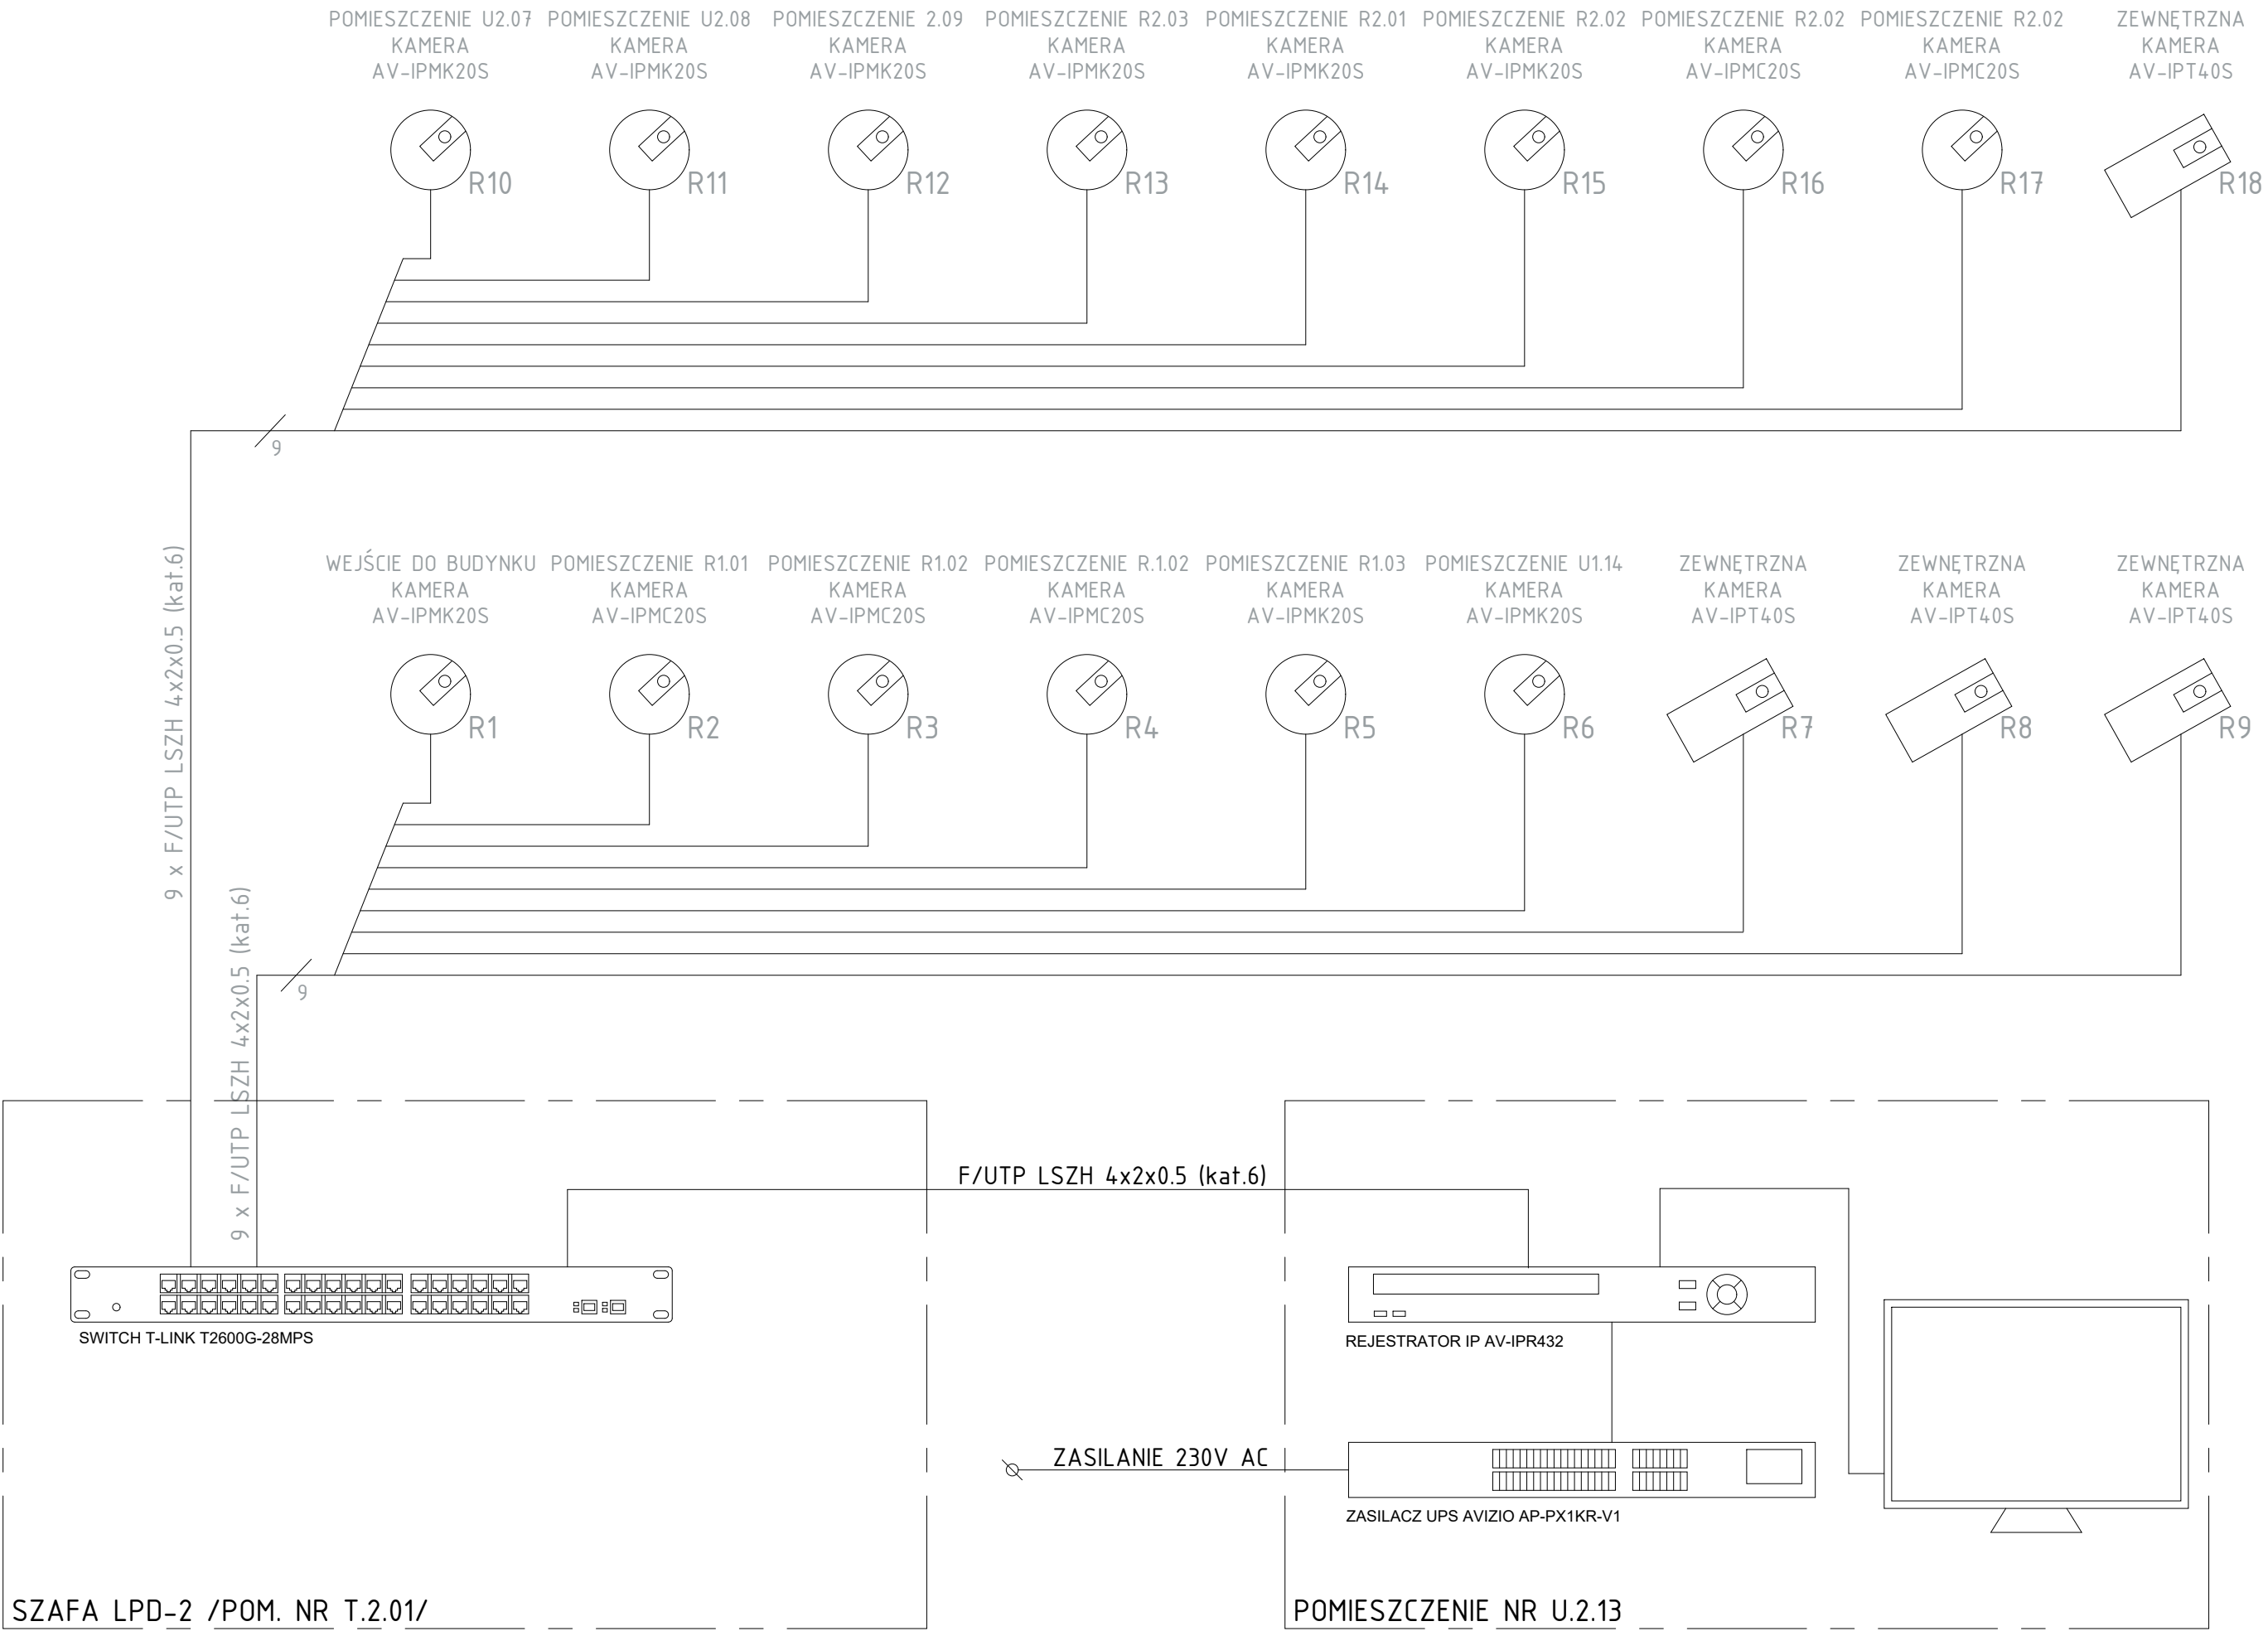 POMIESZCZENIE U2.07
KAMERA
AV-IPMK20S
POMIESZCZENIE U2.08
KAMERA
AV-IPMK20S
POMIESZCZENIE 2.09
KAMERA
AV-IPMK20S
POMIESZCZENIE R2.03
KAMERA
AV-IPMK20S
POMIESZCZENIE R2.01
KAMERA
AV-IPMK20S
POMIESZCZENIE R2.02
KAMERA
AV-IPMK20S
POMIESZCZENIE R2.02
KAMERA
AV-IPMC20S
POMIESZCZENIE R2.02
KAMERA
AV-IPMC20S
ZEWNĘTRZNA
KAMERA
AV-IPT40S
R10
R11
R12
R13
R14
R15
R16
R17
R18
9
9 x F/UTP LSZH 4x2x0.5 (kat.6)
WEJŚCIE DO BUDYNKU
KAMERA
AV-IPMK20S
POMIESZCZENIE R1.01
KAMERA
AV-IPMC20S
POMIESZCZENIE R1.02
KAMERA
AV-IPMC20S
POMIESZCZENIE R.1.02
KAMERA
AV-IPMC20S
POMIESZCZENIE R1.03
KAMERA
AV-IPMK20S
POMIESZCZENIE U1.14
KAMERA
AV-IPMK20S
ZEWNĘTRZNA
KAMERA
AV-IPT40S
ZEWNĘTRZNA
KAMERA
AV-IPT40S
ZEWNĘTRZNA
KAMERA
AV-IPT40S
R1
R2
R3
R4
R5
R6
R7
R8
R9
9
9 x F/UTP LSZH 4x2x0.5 (kat.6)
F/UTP LSZH 4x2x0.5 (kat.6)
SWITCH T-LINK T2600G-28MPS
REJESTRATOR IP AV-IPR432
ZASILANIE 230V AC
ZASILACZ UPS AVIZIO AP-PX1KR-V1
SZAFA LPD-2 /POM. NR T.2.01/
POMIESZCZENIE NR U.2.13